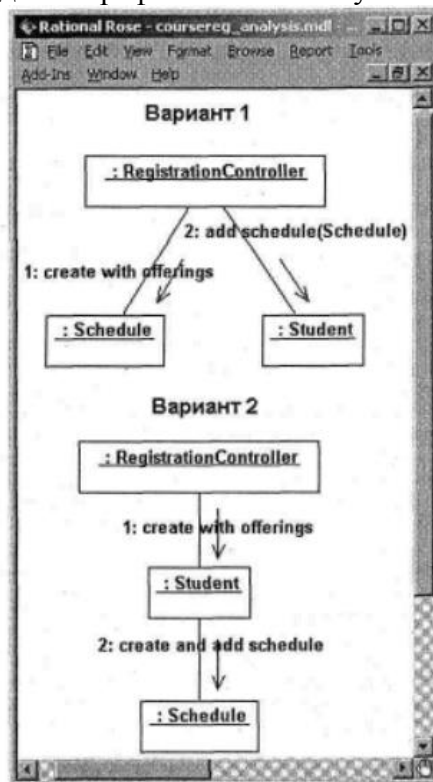 Rational Rose - coursereg_analysis.mdl - ...
File Edit View Format Browse Report Tools
Add-Ins Window Help
Вариант 1
: RegistrationController
2: add schedule(Schedule)
1: create with offerings
: Schedule
: Student
Вариант 2
: RegistrationController
1: create with offerings
: Student
2: create and add schedule
: Schedule